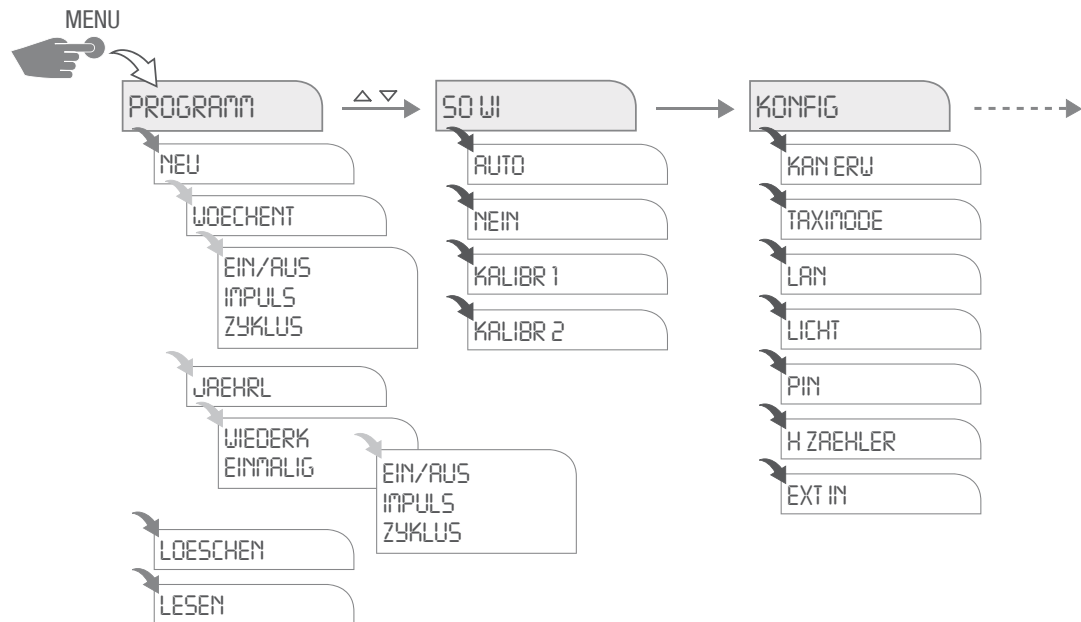 MENU
PROGRAMM
NEU
WOECHENT
EIN/AUS
IMPULS
ZYKLUS
JAEHRL
WIEDERK
EINMALIG
EIN/AUS
IMPULS
ZYKLUS
LOESCHEN
LESEN
SO WI
AUTO
NEIN
KALIBR 1
KALIBR 2
KONFIG
KAN ERW
TAXIMODE
LAN
LICHT
PIN
H ZAEHLER
EXT IN